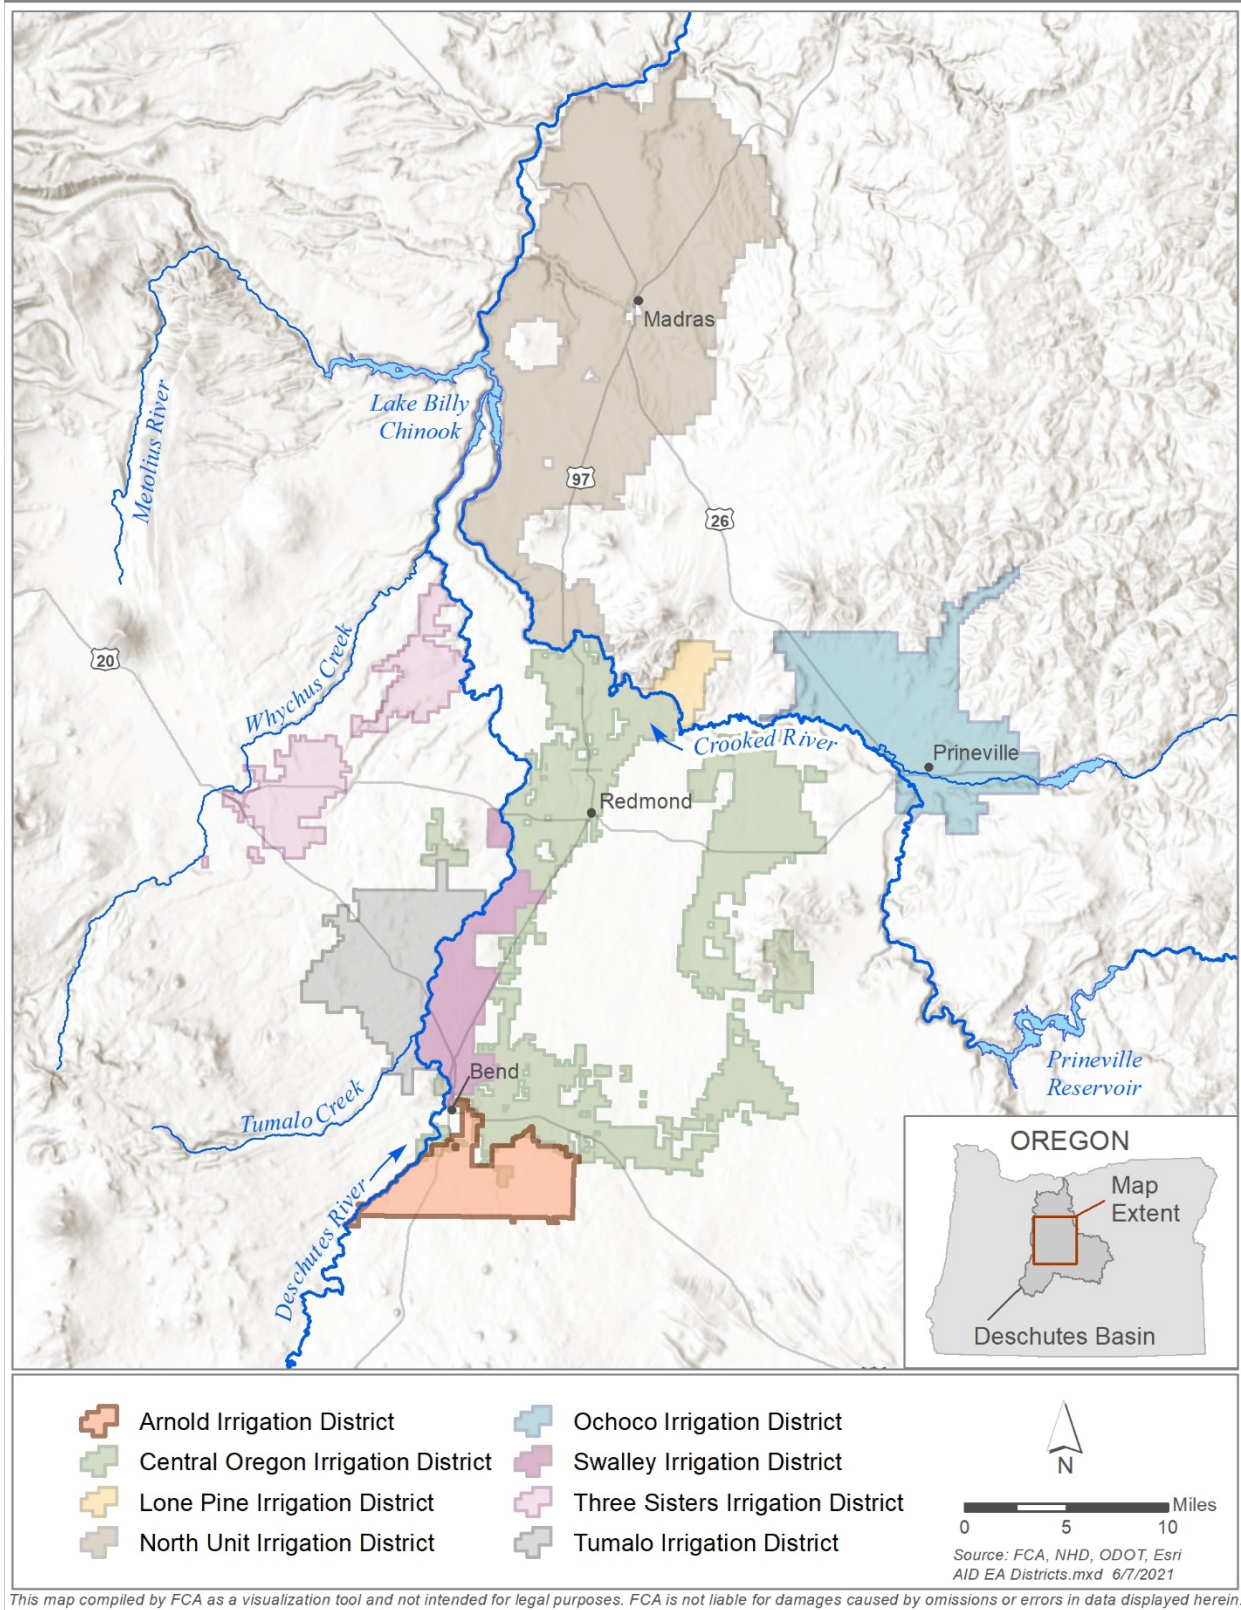 Madras
Lake Billy
Chinook
Metolius River
97
26
20
Whychus Creek
Crooked River
Prineville
Redmond
Bend
Tumalo Creek
Deschutes River
Prineville
Reservoir
OREGON
Map
Extent
Deschutes Basin
Arnold Irrigation District
Central Oregon Irrigation District
Lone Pine Irrigation District
North Unit Irrigation District
Ochoco Irrigation District
Swalley Irrigation District
Three Sisters Irrigation District
Tumalo Irrigation District
N
Miles
0 5 10
Source: FCA, NHD, ODOT, Esri
AID EA Districts.mxd 6/7/2021
This map compiled by FCA as a visualization tool and not intended for legal purposes. FCA is not liable for damages caused by omissions or errors in data displayed herein.